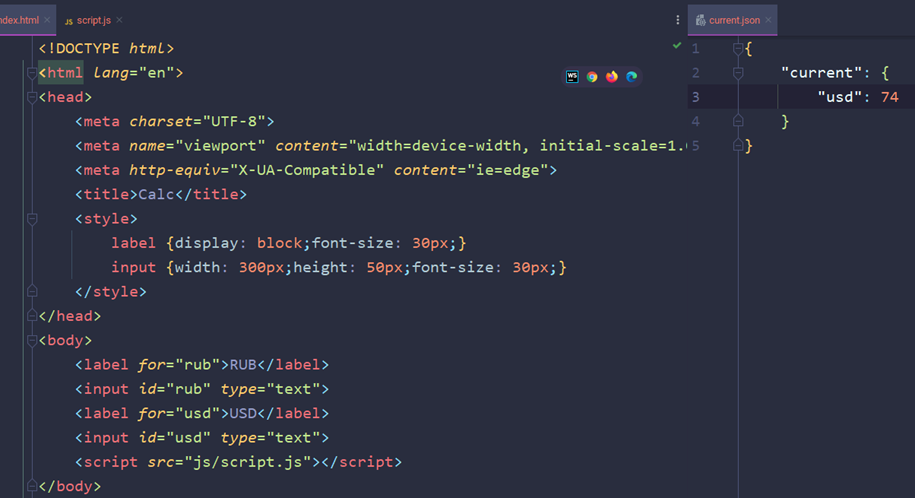 ndex.html
script.js
current.json
<!DOCTYPE html>
<html lang="en">
<head>
<meta charset="UTF-8">
<meta name="viewport" content="width=device-width, initial-scale=1.
<meta http-equiv="X-UA-Compatible" content="ie=edge">
<title>Calc</title>
<style>
label {display: block;font-size: 30px;}
input {width: 300px;height: 50px;font-size: 30px;}
</style>
</head>
<body>
<label for="rub">RUB</label>
<input id="rub" type="text">
<label for="usd">USD</label>
<input id="usd" type="text">
<script src="js/script.js"></script>
</body>
WS
1 {
2 "current": {
3 "usd": 74
4 }
5 }